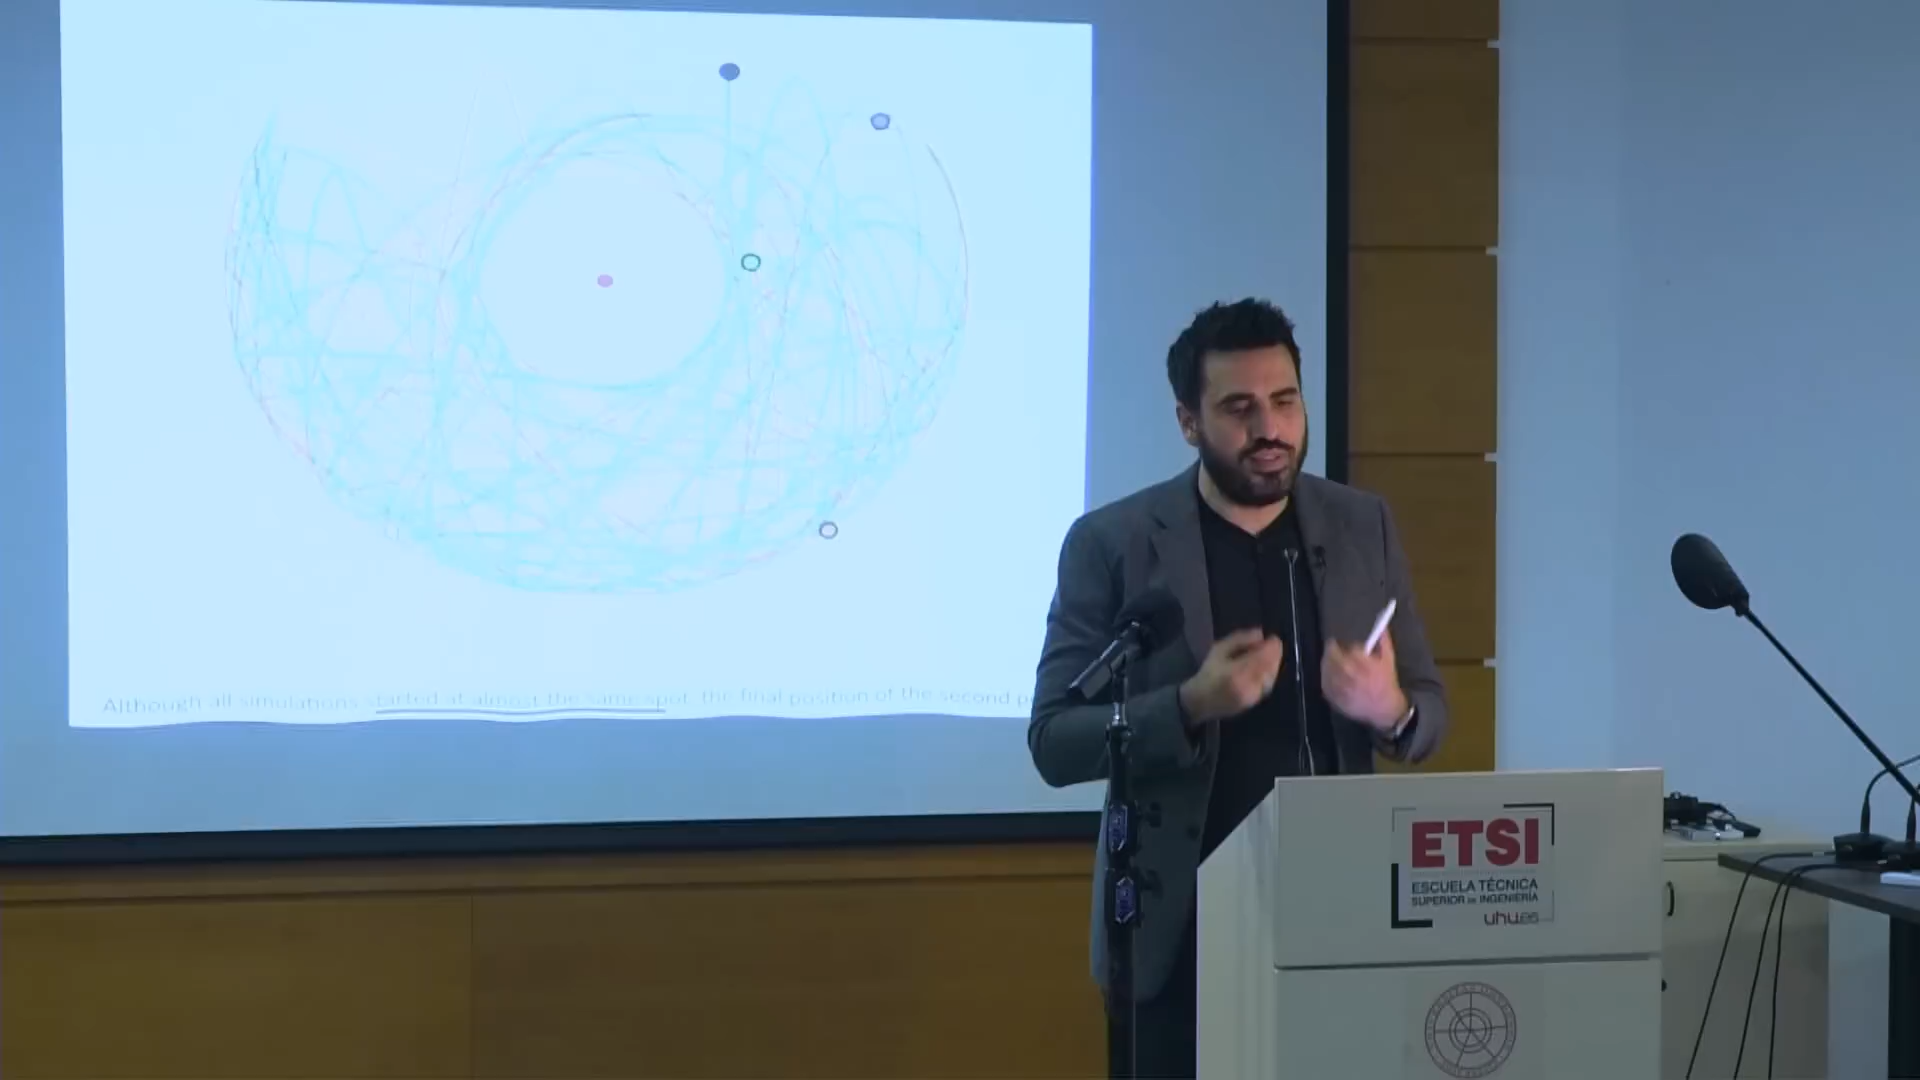 Although all simulations started at almost the same spot, the final position of the second
ETSI
ESCUELA TÉCNICA
SUPERIOR DE INGENIERÍA
uhu.es